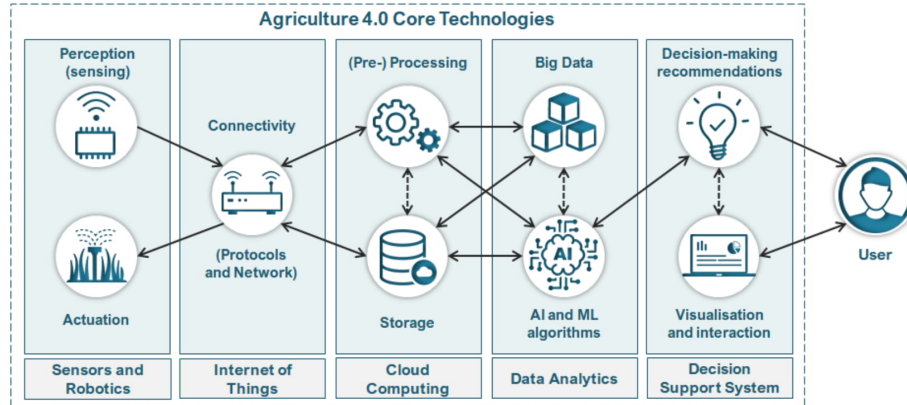 Agriculture 4.0 Core Technologies
Perception
(sensing)
Actuation
Sensors and
Robotics
Connectivity
(Protocols
and Network)
Internet of
Things
(Pre-) Processing
Storage
Cloud
Computing
Big Data
AI
AI and ML
algorithms
Data Analytics
Decision-making
recommendations
Visualisation
and interaction
Decision
Support System
User